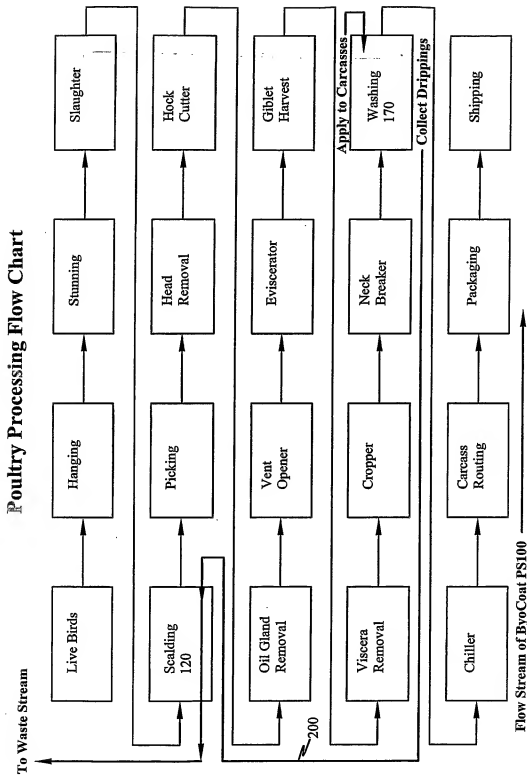 Poultry Processing Flow Chart
To Waste Stream
Live Birds
Hanging
Stunning
Slaughter
Scalding
120
Picking
Head
Removal
Hock
Cutter
Oil Gland
Removal
Vent
Opener
Eviscerator
Giblet
Harvest
Apply to Carcasses
Viscera
Removal
Cropper
Neck
Breaker
Washing
170
200
Collect Drippings
Chiller
Carcass
Routing
Packaging
Shipping
Flow Stream of ByoCoat PS100